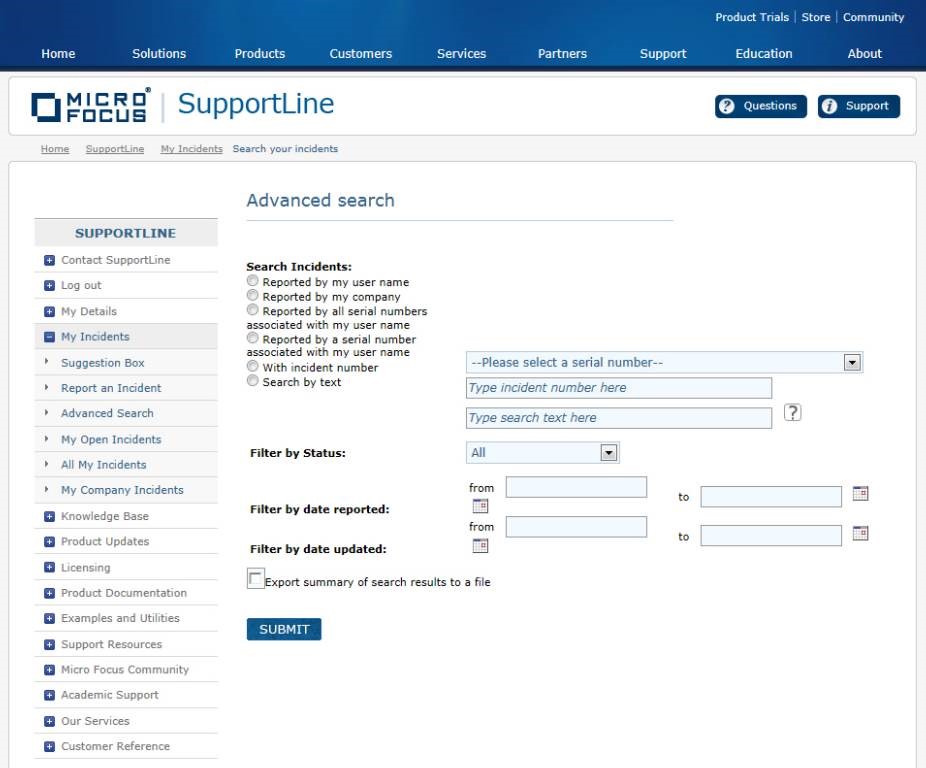 Product Trials | Store | Community
Home Solutions Products Customers Services Partners Support Education About
MICRO FOCUS® | SupportLine
? Questions i Support
Home SupportLine My Incidents Search your incidents
Advanced search
SUPPORTLINE
Contact SupportLine
Log out
My Details
My Incidents
Suggestion Box
Report an Incident
Advanced Search
My Open Incidents
All My Incidents
My Company Incidents
Knowledge Base
Product Updates
Licensing
Product Documentation
Examples and Utilities
Support Resources
Micro Focus Community
Academic Support
Our Services
Customer Reference
Search Incidents:
Reported by my user name
Reported by my company
Reported by all serial numbers
associated with my user name
Reported by a serial number
associated with my user name
With incident number
Search by text
--Please select a serial number--
Type incident number here
Type search text here
?
Filter by Status: All
from to
Filter by date reported:
from to
Filter by date updated:
Export summary of search results to a file
SUBMIT